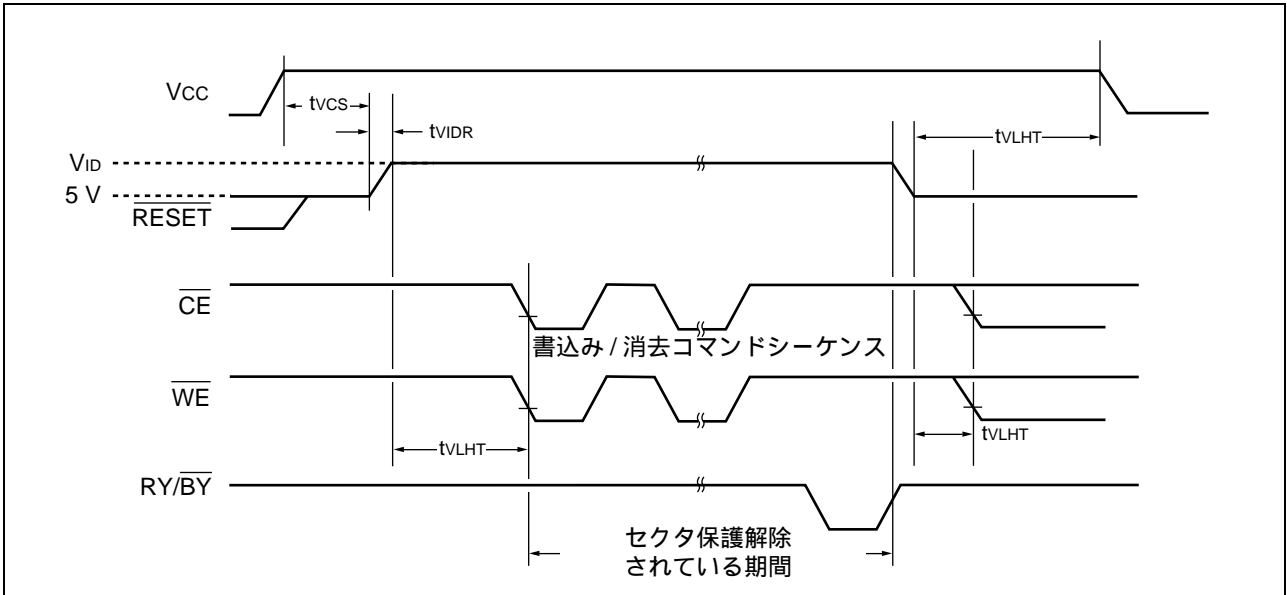 VCC
tVCS
tVIDR
tVLHT
VID
5 V
RESET
CE
書込み / 消去コマンドシーケンス
WE
tVLHT
tVLHT
RY/BY
セクタ保護解除
されている期間